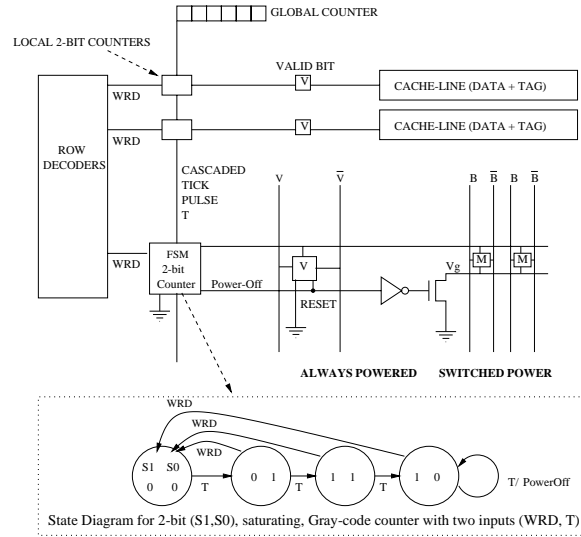 GLOBAL COUNTER
LOCAL 2-BIT COUNTERS
VALID BIT
WRD
V
CACHE-LINE (DATA + TAG)
WRD
V
CACHE-LINE (DATA + TAG)
ROW
DECODERS
CASCADED
TICK
PULSE
T
V
V̅
B
B̅
B
B̅
WRD
FSM
2-bit
Counter
V
Vg
M
M
Power-Off
RESET
ALWAYS POWERED
SWITCHED POWER
WRD
WRD
WRD
S1 S0
0 0
T
0 1
T
1 1
T
1 0
T/ PowerOff
State Diagram for 2-bit (S1,S0), saturating, Gray-code counter with two inputs (WRD, T)